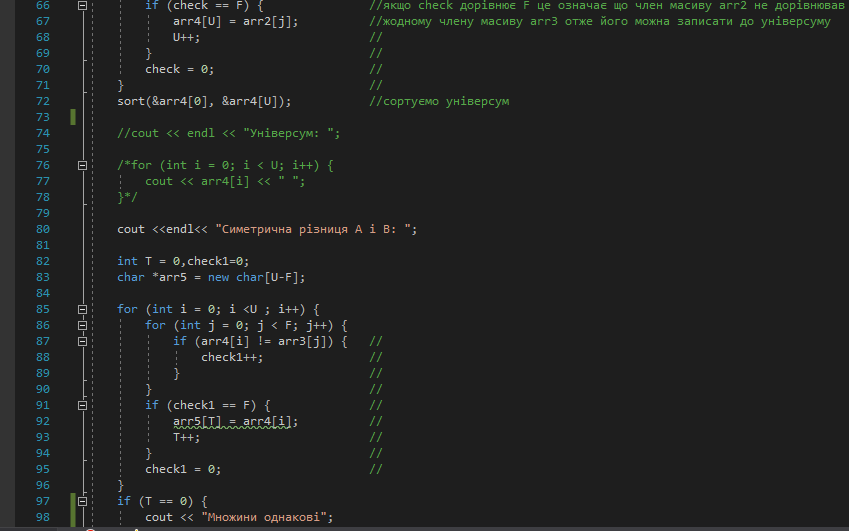 66 if (check == F) { //якщо check дорівнює F це означає що член масиву arr2 не дорівнював
67 arr4[U] = arr2[j]; //жодному члену масиву arr3 отже його можна записати до універсуму
68 U++; //
69 } //
70 check = 0; //
71 } //
72 sort(&arr4[0], &arr4[U]); //сортуємо універсум
73
74 //cout << endl << "Універсум: ";
75
76 /*for (int i = 0; i < U; i++) {
77 cout << arr4[i] << " ";
78 }*/
79
80 cout <<endl<< "Симетрична різниця А і В: ";
81
82 int T = 0,check1=0;
83 char *arr5 = new char[U-F];
84
85 for (int i = 0; i <U ; i++) {
86 for (int j = 0; j < F; j++) {
87 if (arr4[i] != arr3[j]) { //
88 check1++; //
89 } //
90 } //
91 if (check1 == F) { //
92 arr5[T] = arr4[i]; //
93 T++; //
94 } //
95 check1 = 0; //
96 }
97 if (T == 0) {
98 cout << "Множини однакові";